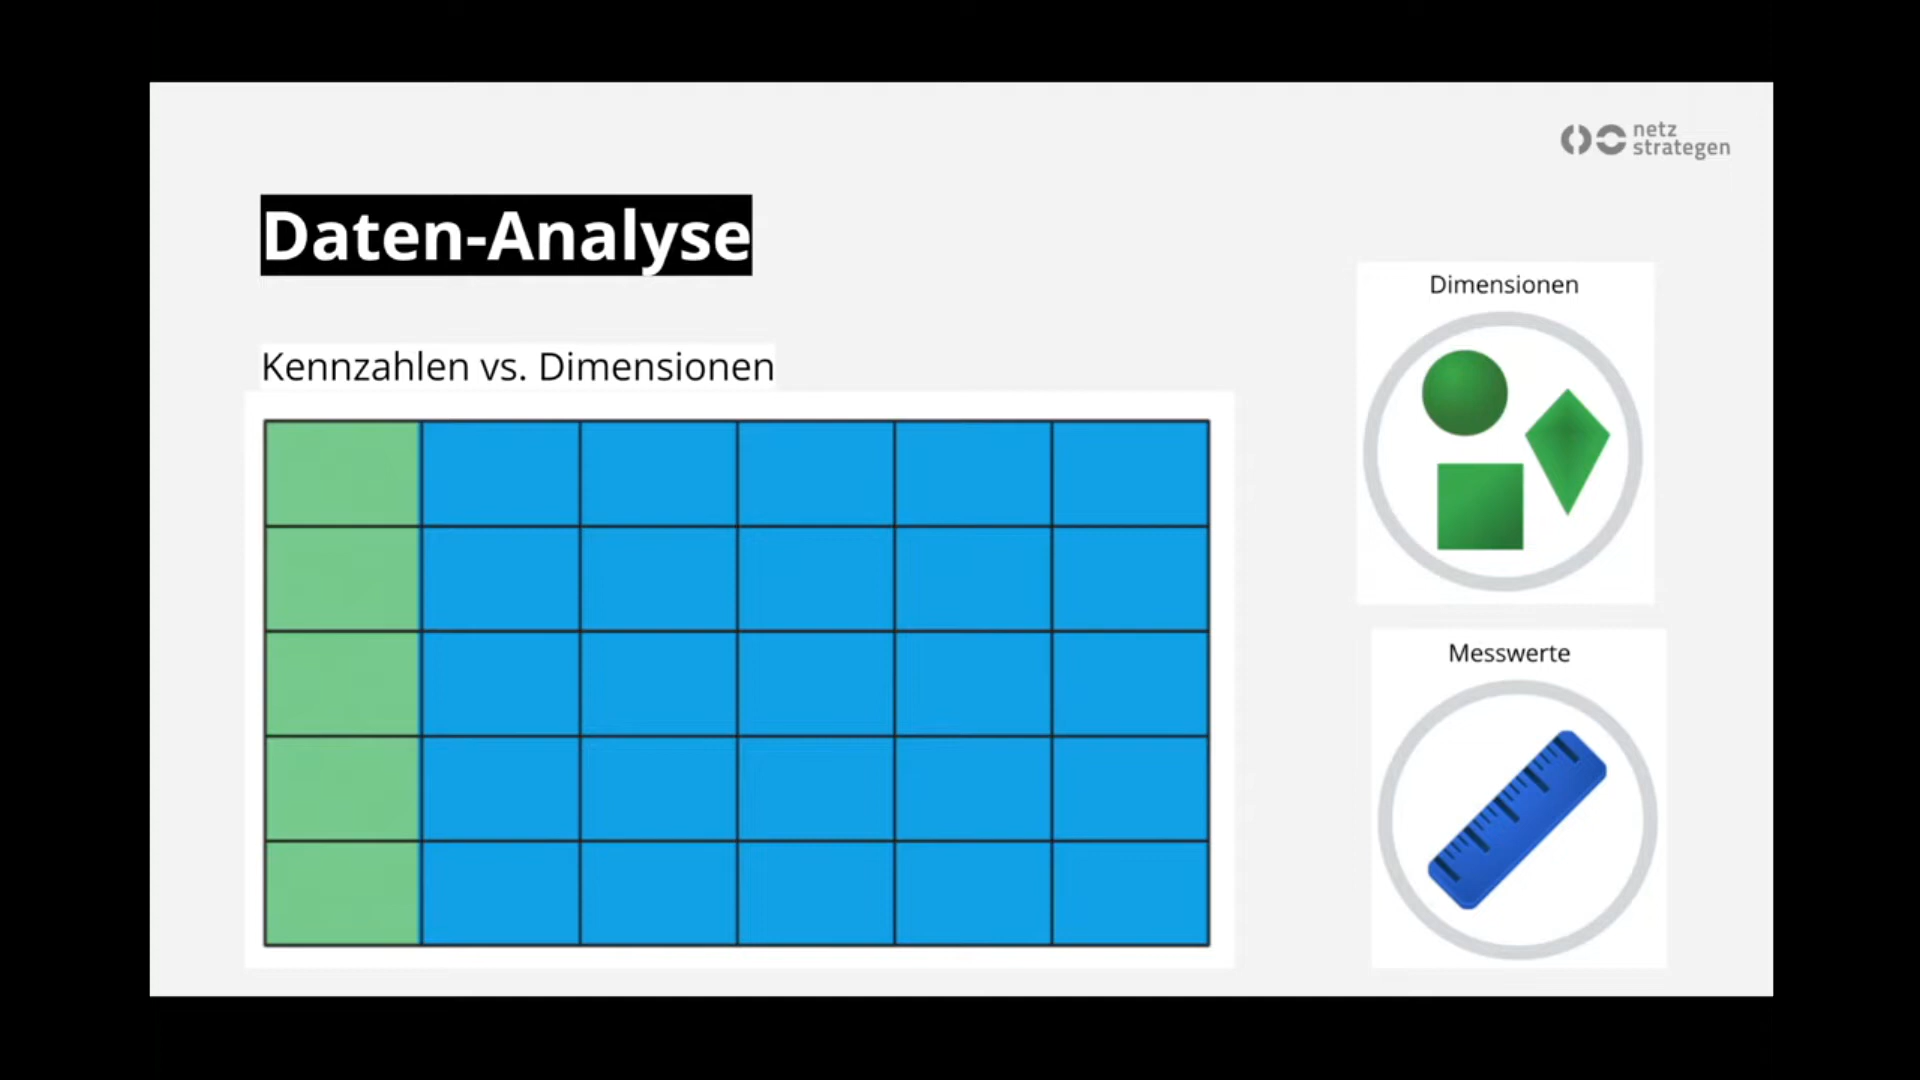 netz
strategen
Daten-Analyse
Kennzahlen vs. Dimensionen
Dimensionen
Messwerte